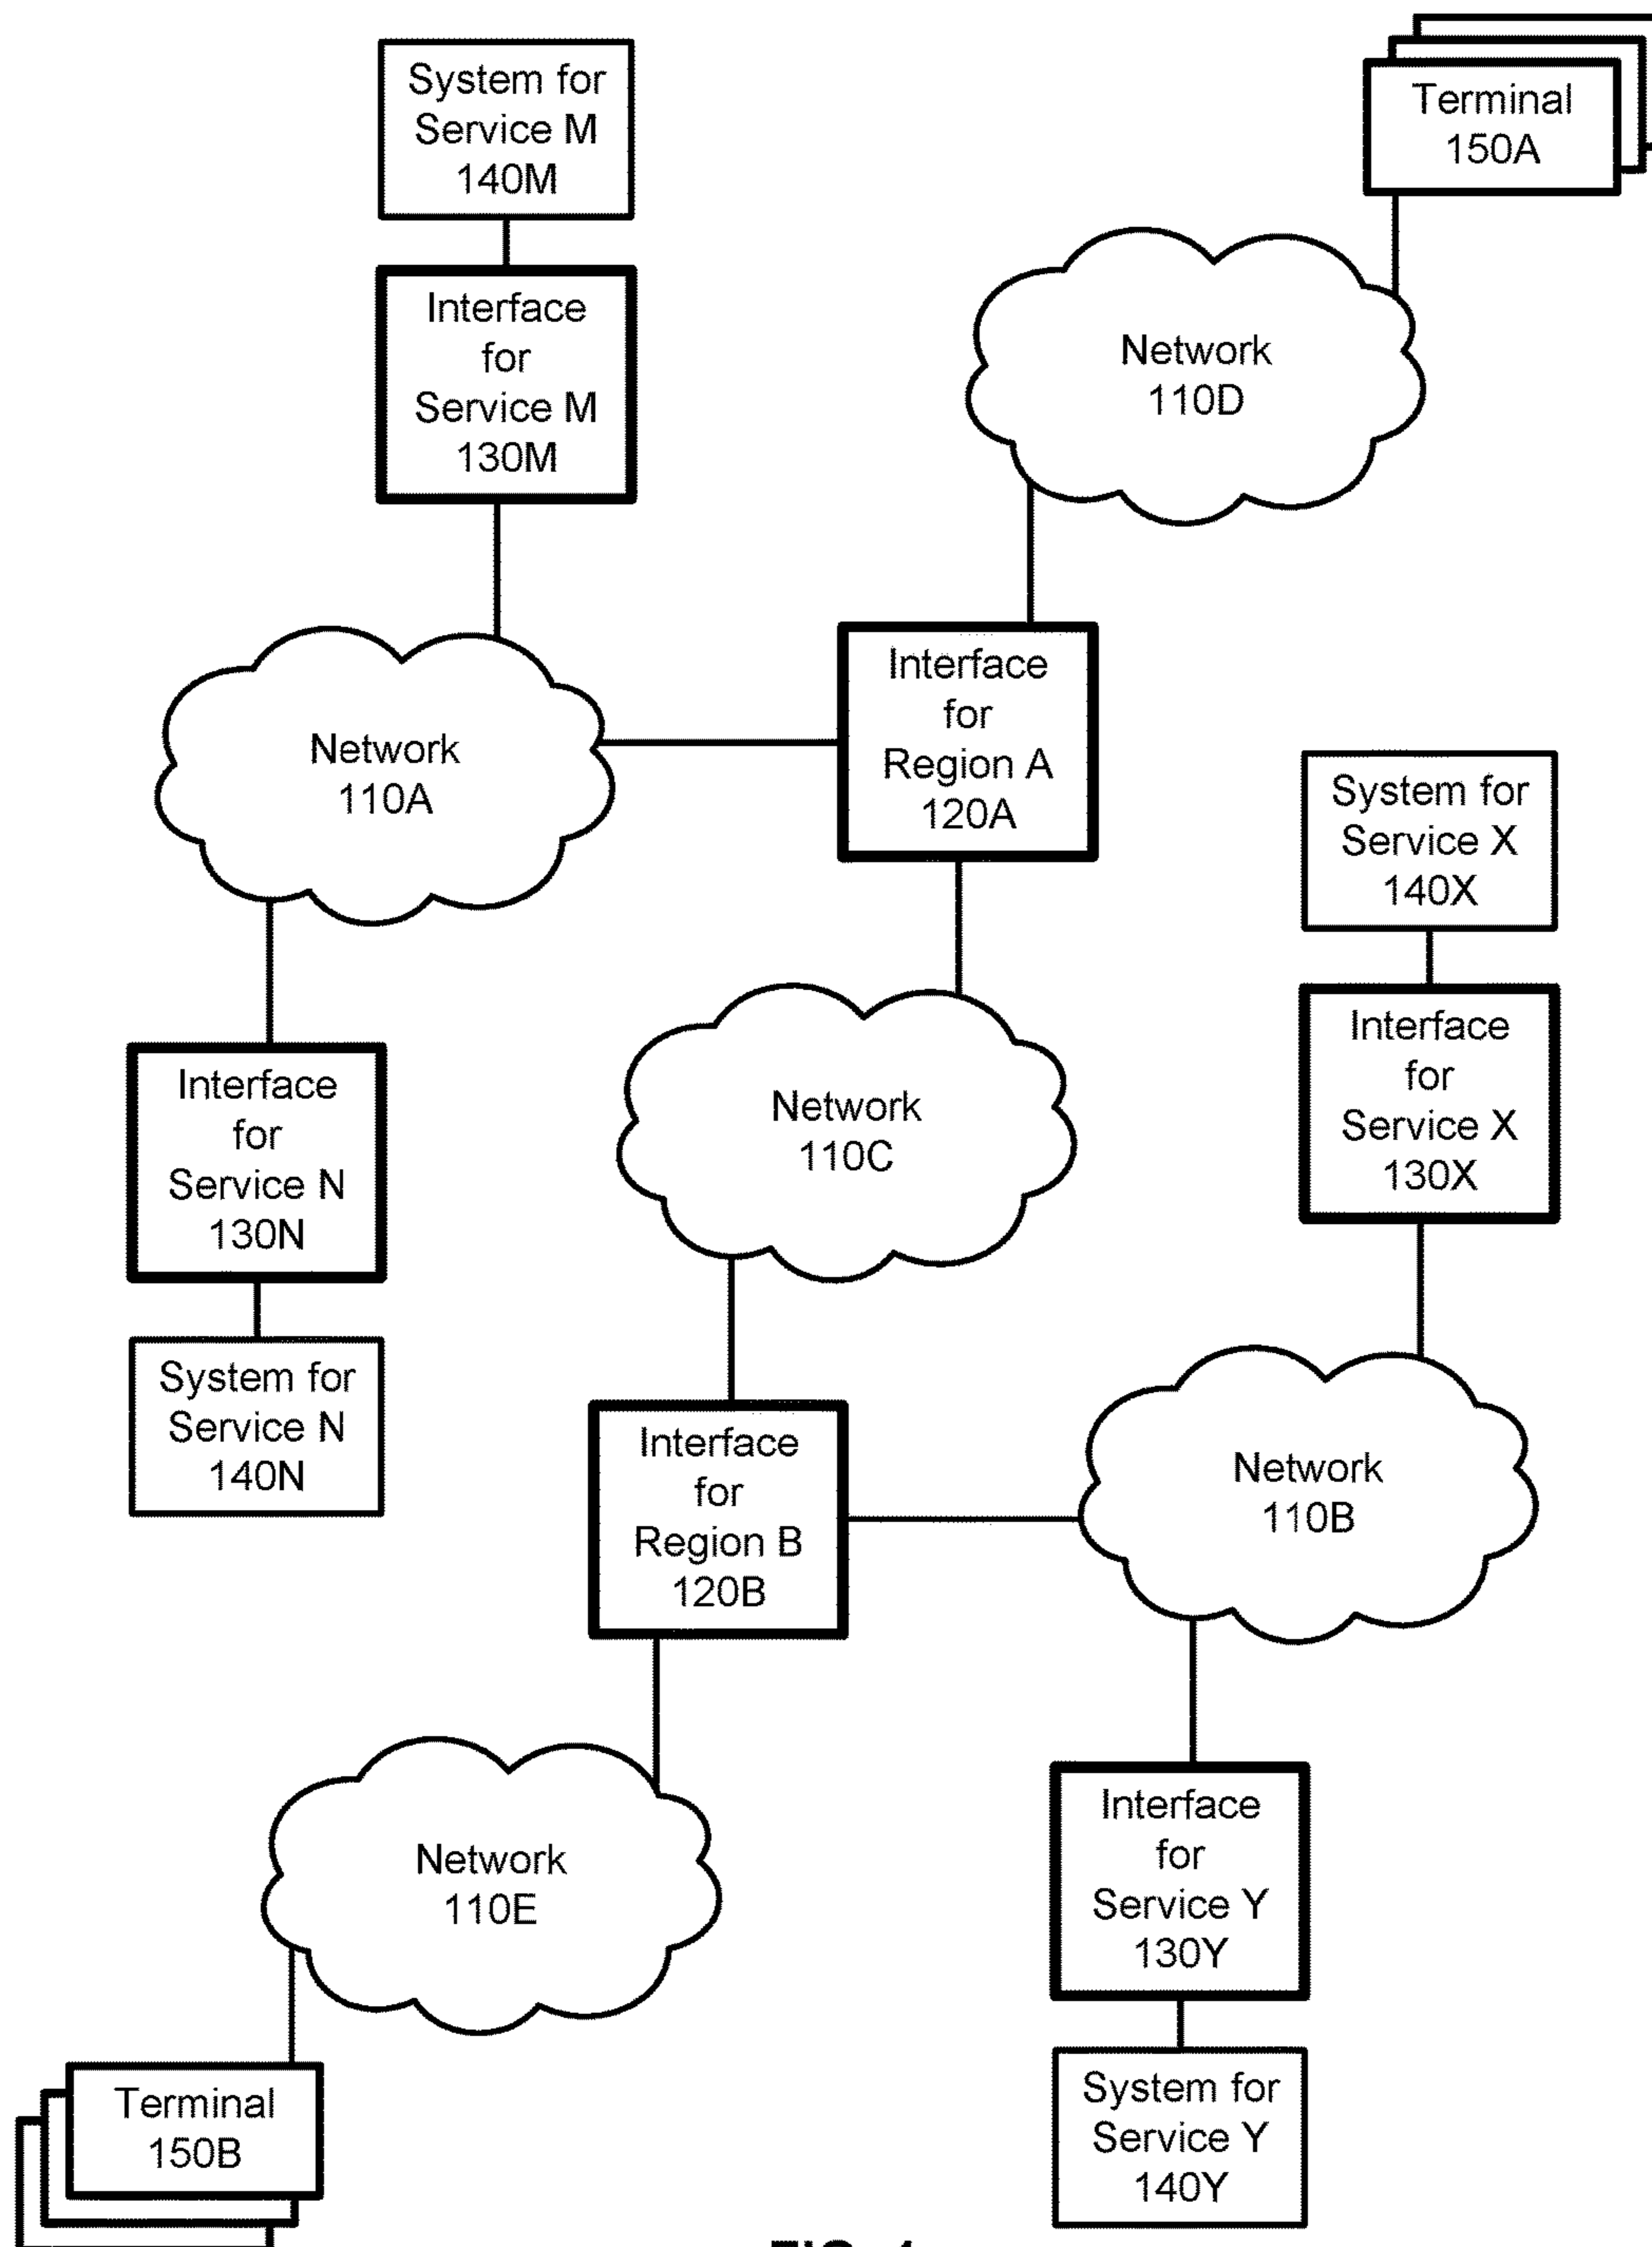 System for
Service M
140M
Terminal
150A
Interface
for
Service M
130M
Network
110D
Interface
for
Region A
120A
Network
110A
System for
Service X
140X
Interface
for
Service X
130X
Interface
for
Service N
130N
Network
110C
System for
Service N
140N
Interface
for
Region B
120B
Network
110B
Interface
for
Service Y
130Y
Network
110E
Terminal
150B
System for
Service Y
140Y